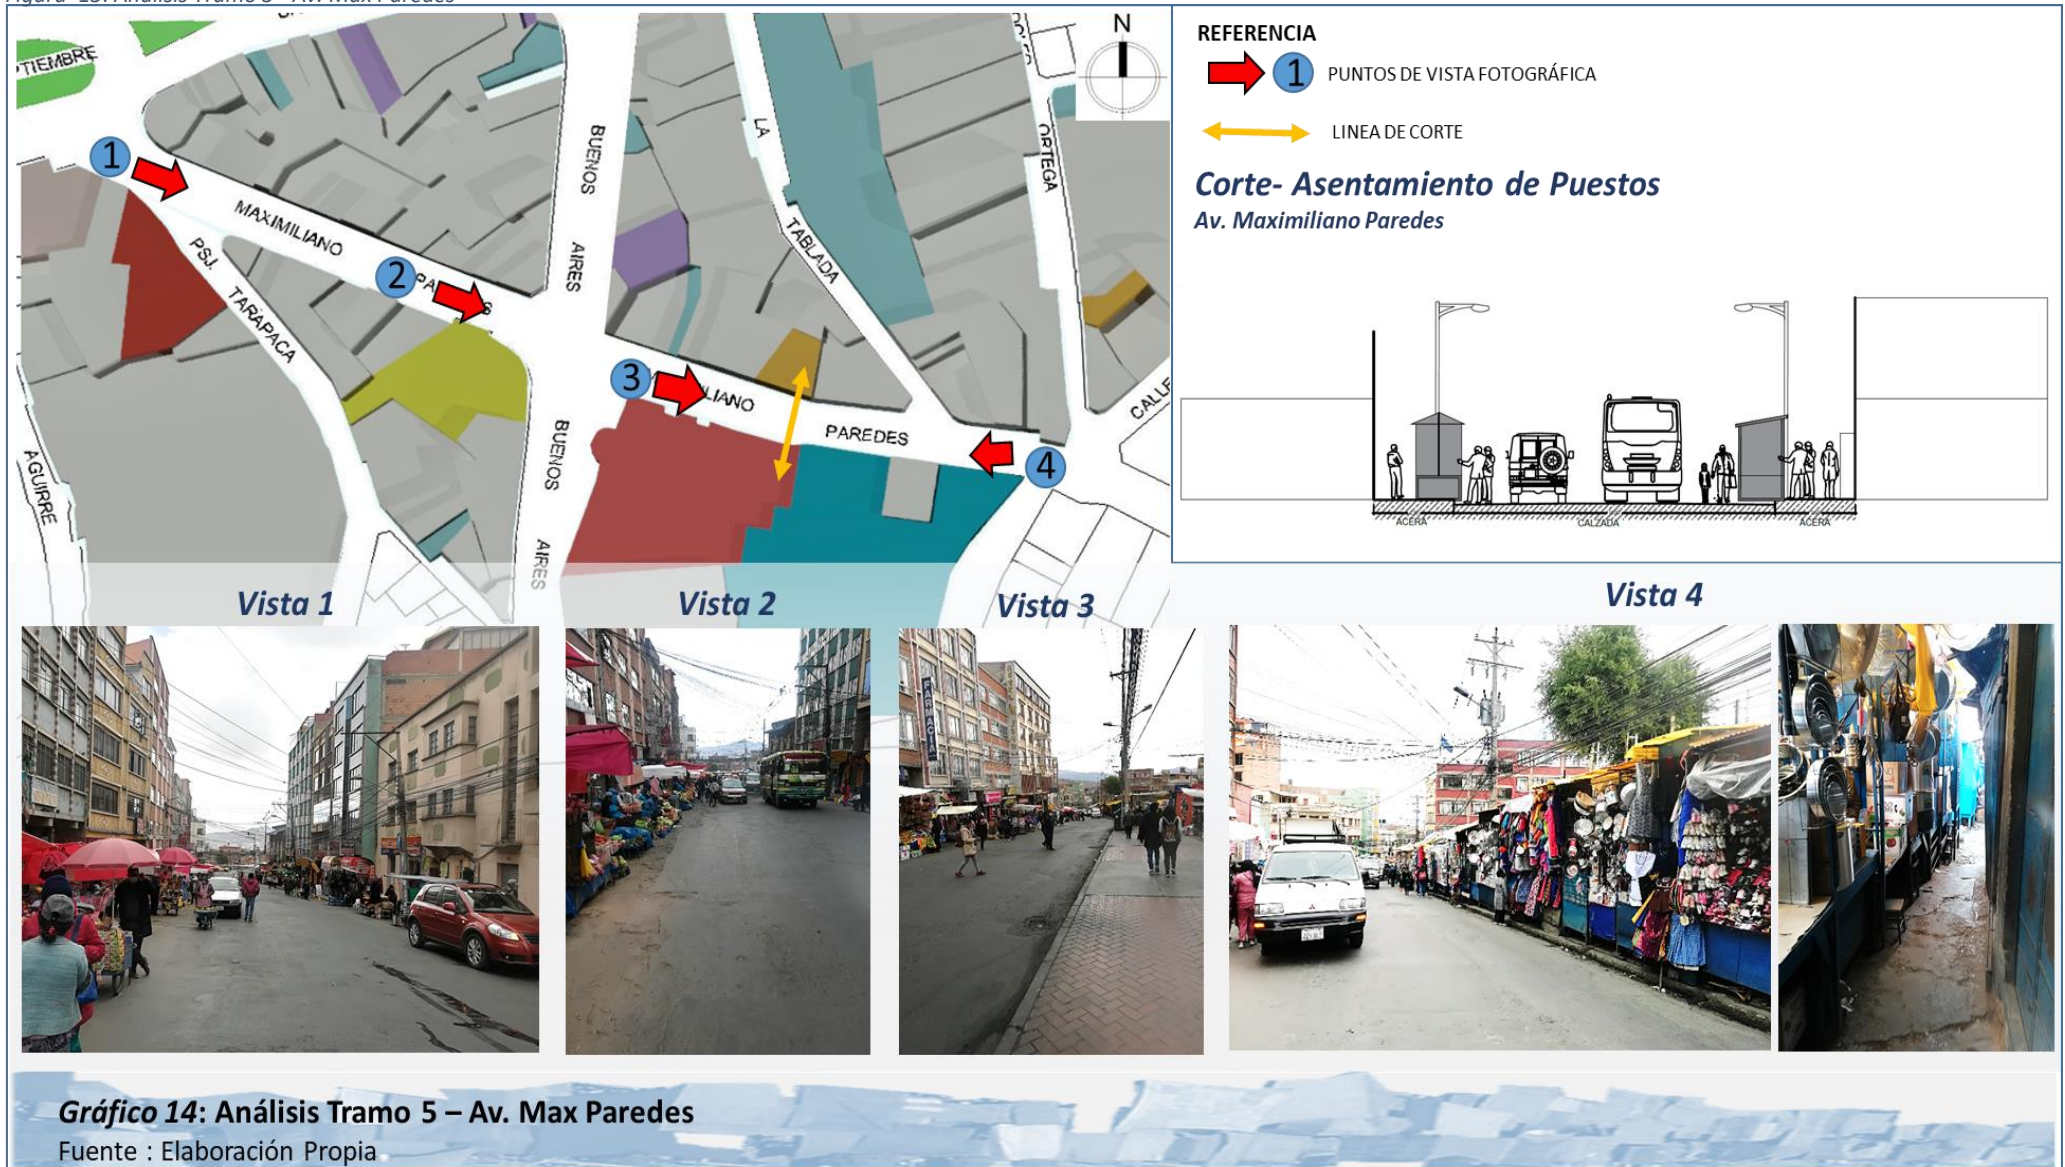 REFERENCIA
1
PUNTOS DE VISTA FOTOGRÁFICA
LINEA DE CORTE
Corte- Asentamiento de Puestos
Av. Maximiliano Paredes
ACERA
CALZADA
ACERA
N
1
2
3
4
MAXIMILIANO
PSJ.
TARAPACA
AGUIRRE
BUENOS
AIRES
BUENOS
AIRES
LA
TABLADA
ORTEGA
PAREDES
CALLE
Vista 1
Vista 2
Vista 3
Vista 4
FARMACIA
Gráfico 14: Análisis Tramo 5 – Av. Max Paredes
Fuente : Elaboración Propia